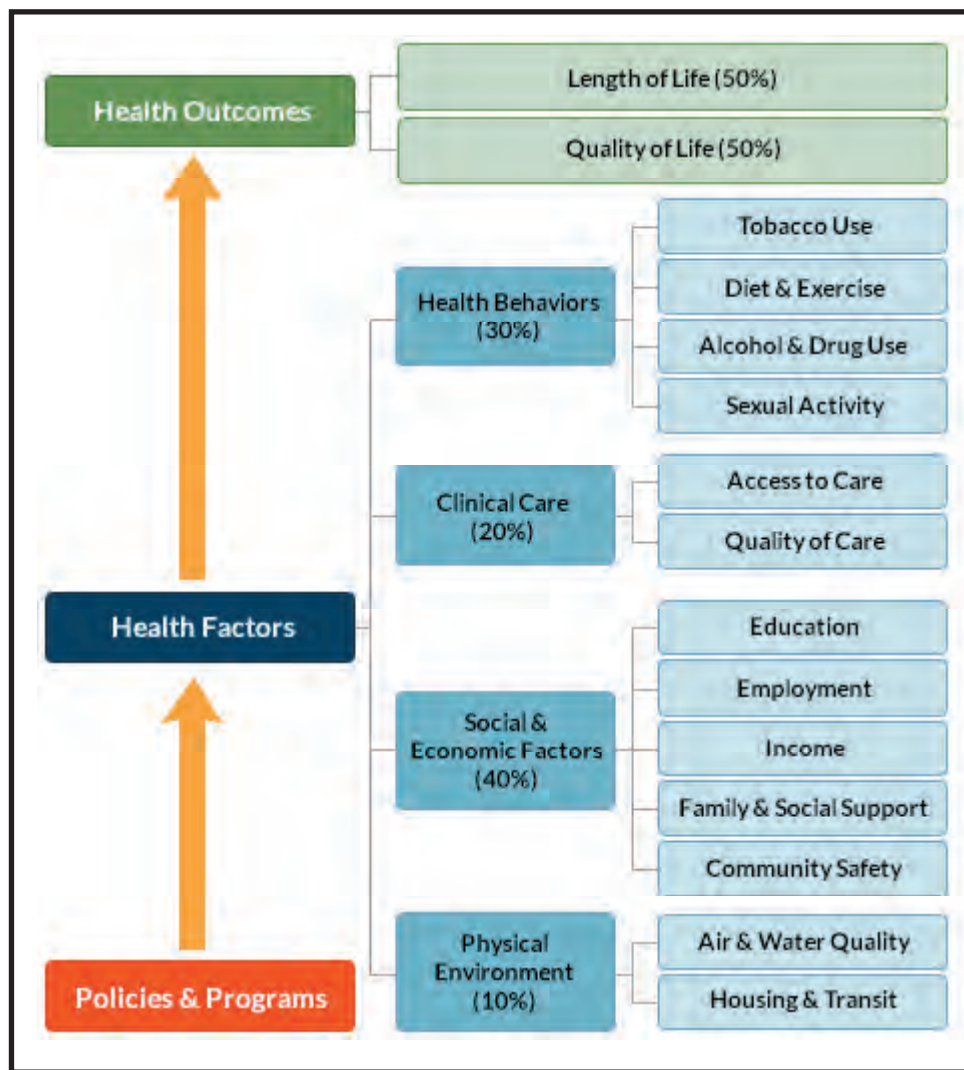 Health Outcomes
Length of Life (50%)
Quality of Life (50%)
Health Factors
Health Behaviors
(30%)
Tobacco Use
Diet & Exercise
Alcohol & Drug Use
Sexual Activity
Clinical Care
(20%)
Access to Care
Quality of Care
Social &
Economic Factors
(40%)
Education
Employment
Income
Family & Social Support
Community Safety
Physical
Environment
(10%)
Air & Water Quality
Housing & Transit
Policies & Programs